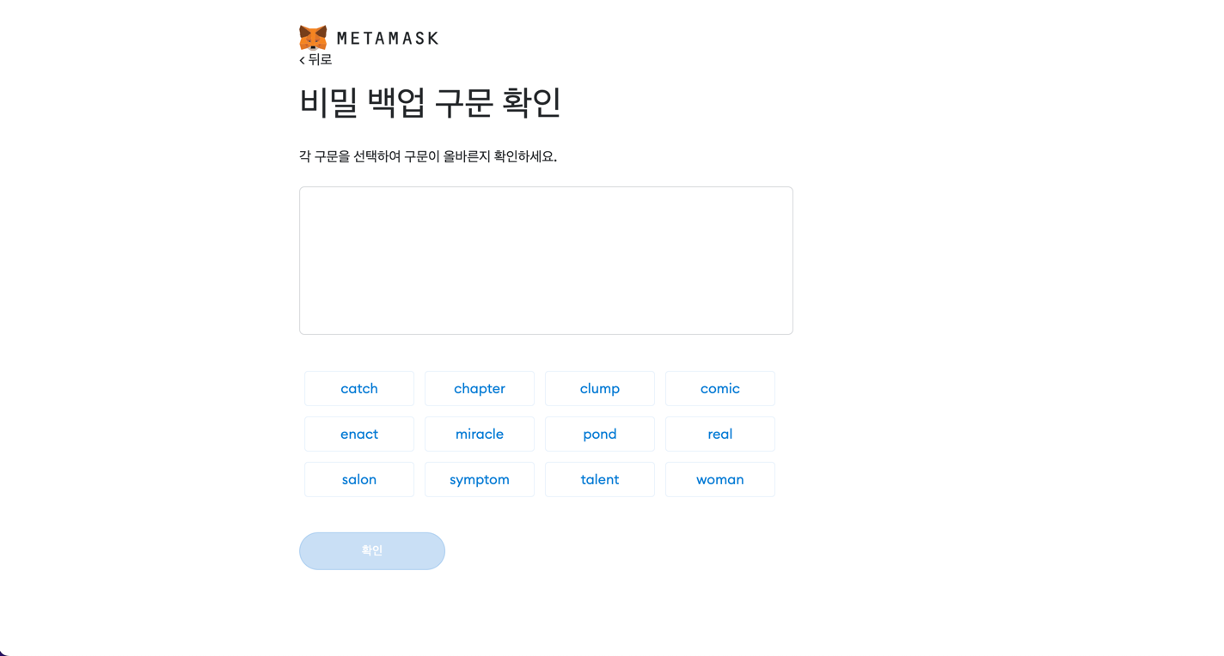 METAMASK
< 뒤로
비밀 백업 구문 확인
각 구문을 선택하여 구문이 올바른지 확인하세요.
catch chapter clump comic
enact miracle pond real
salon symptom talent woman
확인